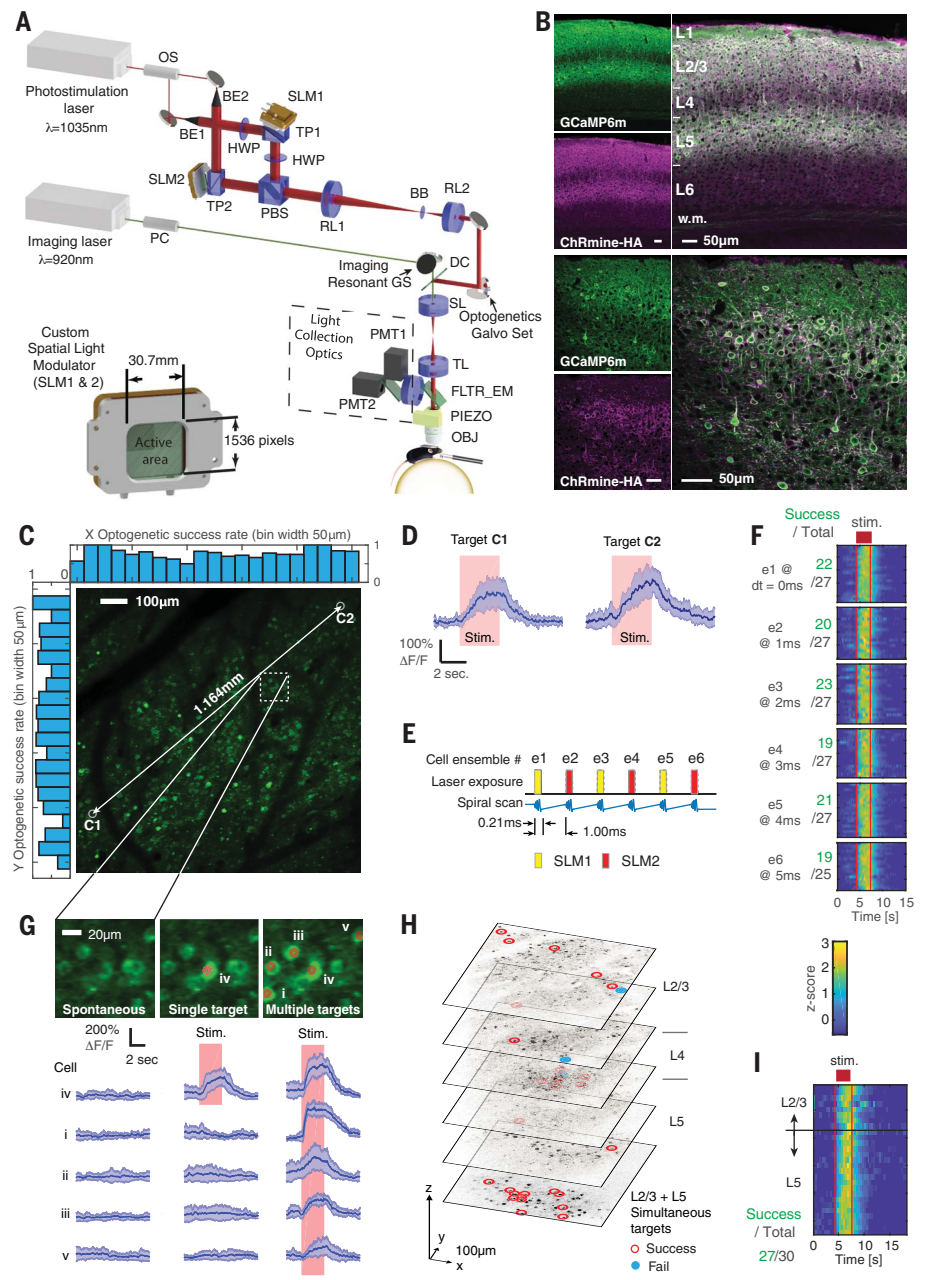 A
OS
Photostimulation
laser
λ=1035nm
BE2
SLM1
BE1
TP1
HWP
HWP
SLM2
TP2
PBS
RL1
BB
RL2
Imaging laser
λ=920nm
PC
Imaging
Resonant GS
DC
SL
Optogenetics
Galvo Set
Light
Collection
Optics
PMT1
TL
PMT2
FLTR_EM
PIEZO
OBJ
Custom
Spatial Light
Modulator
(SLM1 & 2)
30.7mm
Active
area
1536 pixels
B
GCaMP6m
ChRmine-HA
L1
L2/3
L4
L5
L6
w.m.
50µm
GCaMP6m
ChRmine-HA
50µm
C
X Optogenetic success rate (bin width 50µm)
1
0
1
0
Y Optogenetic success rate (bin width 50 µm)
100µm
C2
1.164mm
C1
D
Target C1
Target C2
Stim.
Stim.
100%
ΔF/F
2 sec.
E
Cell ensemble #
e1
e2
e3
e4
e5
e6
Laser exposure
Spiral scan
0.21ms
1.00ms
SLM1
SLM2
F
Success
/ Total
stim.
e1 @
dt = 0ms
22
/27
e2
@ 1ms
20
/27
e3
@ 2ms
23
/27
e4
@ 3ms
19
/27
e5
@ 4ms
21
/27
e6
@ 5ms
19
/25
0
5
10
15
Time [s]
G
20µm
Spontaneous
iv
Single target
ii
iii
v
iv
i
Multiple targets
200%
ΔF/F
2 sec
Stim.
Stim.
Cell
iv
i
ii
iii
v
H
L2/3
L4
L5
z
y
x
100µm
L2/3 + L5
Simultaneous
targets
Success
Fail
3
2
1
0
z-score
I
stim.
L2/3
L5
Success
/ Total
27/30
0
5
10
15
Time [s]